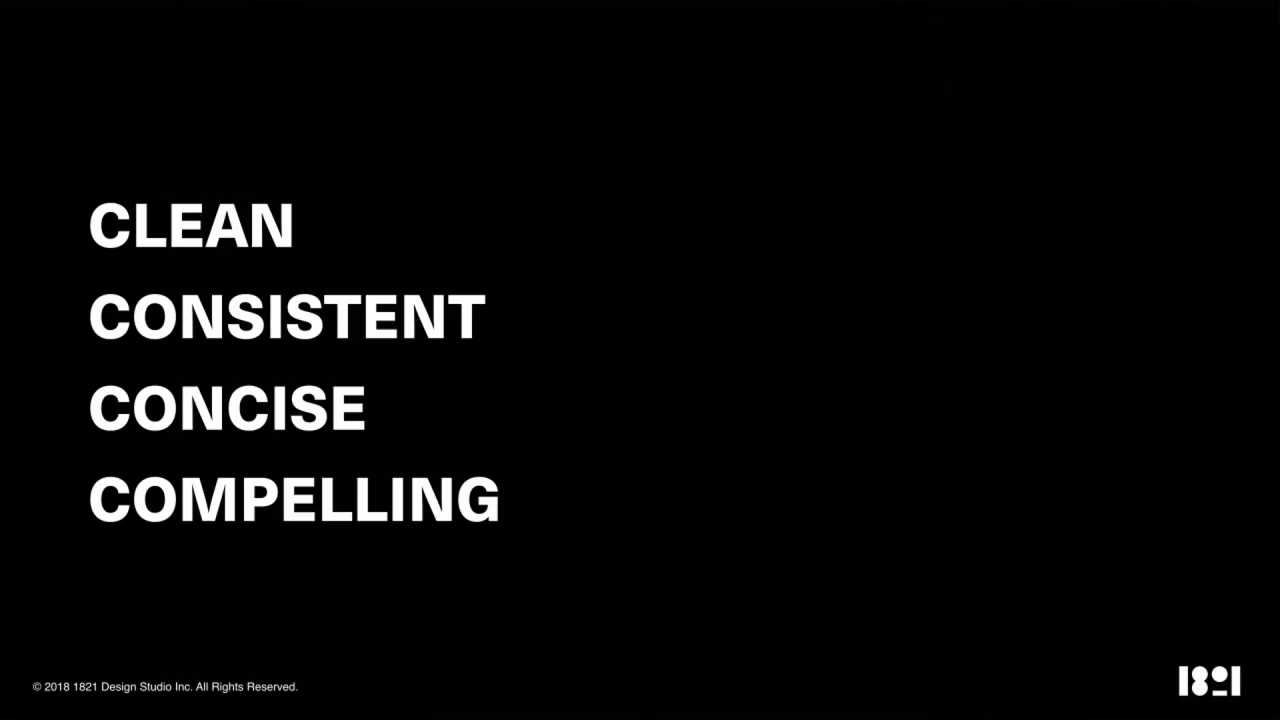 CLEAN
CONSISTENT
CONCISE
COMPELLING
© 2018 1821 Design Studio Inc. All Rights Reserved.
1821